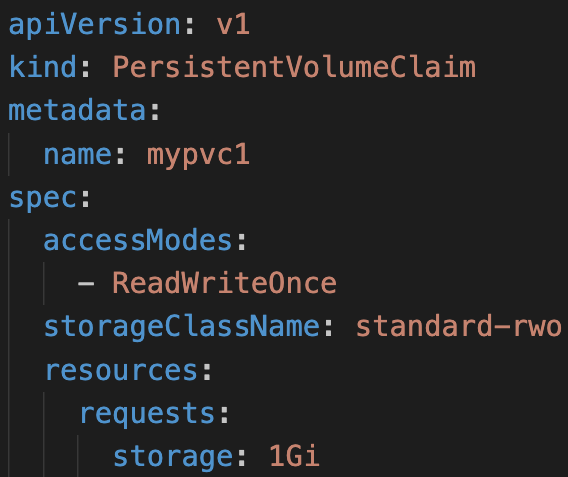 apiVersion: v1
kind: PersistentVolumeClaim
metadata:
  name: mypvc1
spec:
  accessModes:
    - ReadWriteOnce
  storageClassName: standard-rwo
  resources:
    requests:
      storage: 1Gi